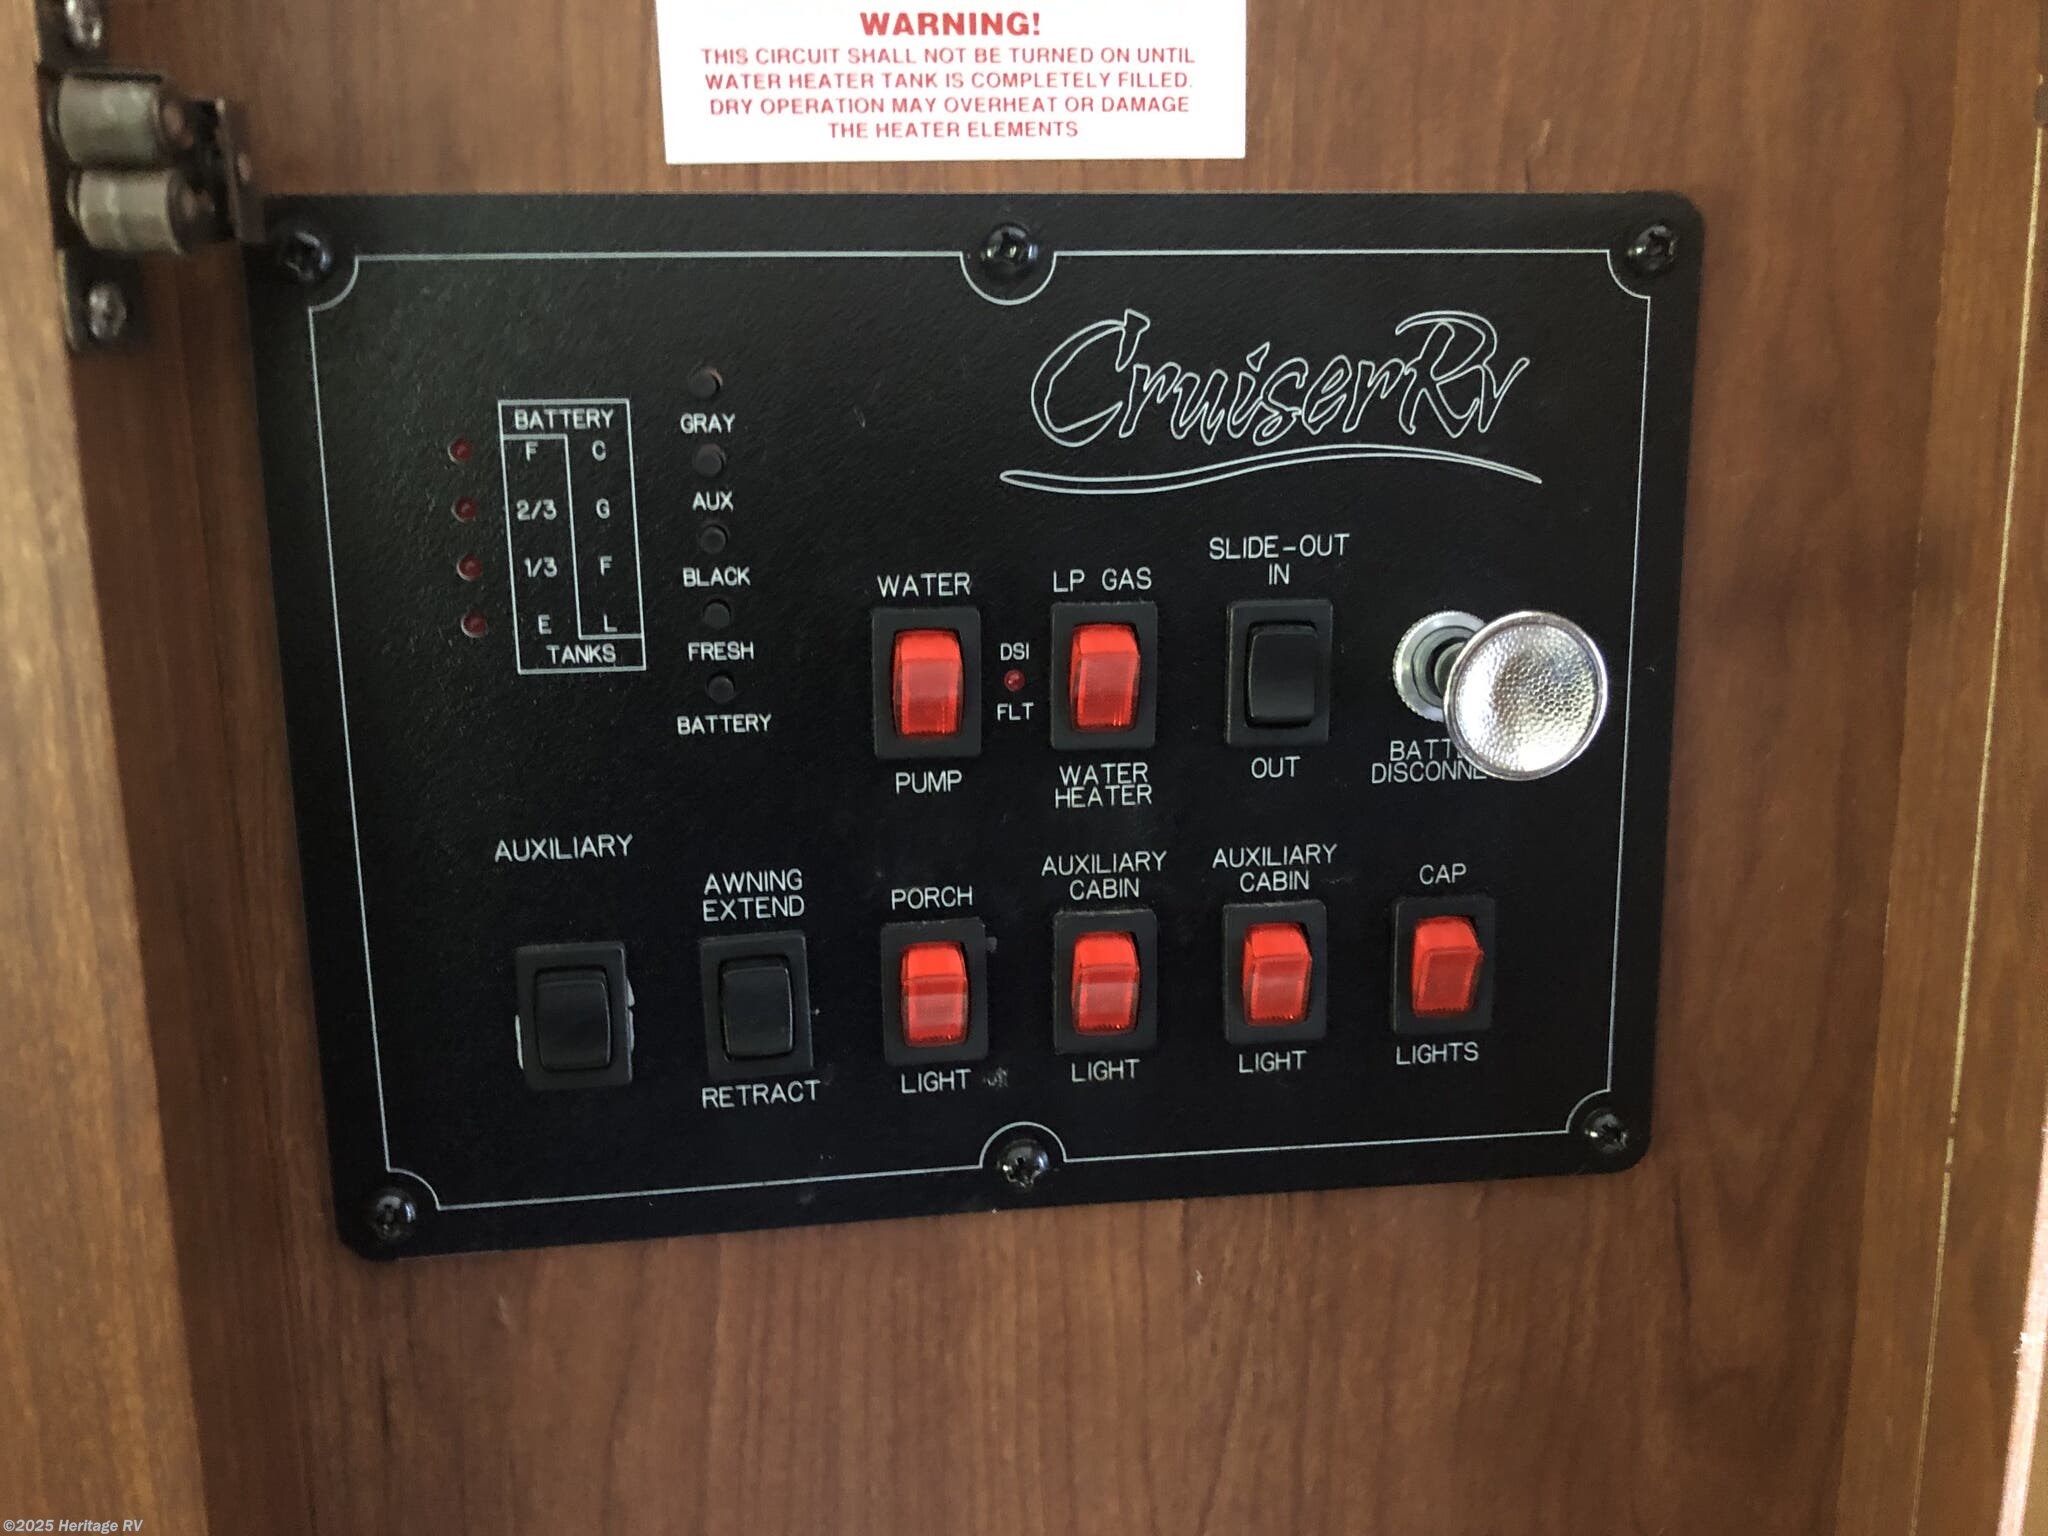 WARNING!
THIS CIRCUIT SHALL NOT BE TURNED ON UNTIL
WATER HEATER TANK IS COMPLETELY FILLED.
DRY OPERATION MAY OVERHEAT OR DAMAGE
THE HEATER ELEMENTS
CruiserRv
BATTERY
F C
2/3 G
1/3 F
E L
TANKS
GRAY
AUX
BLACK
FRESH
BATTERY
WATER
PUMP
DSI
FLT
LP GAS
WATER
HEATER
SLIDE-OUT
IN
OUT
AUXILIARY
AWNING
EXTEND
RETRACT
PORCH
LIGHT
AUXILIARY
CABIN
LIGHT
AUXILIARY
CABIN
LIGHT
CAP
LIGHTS
©2025 Heritage RV